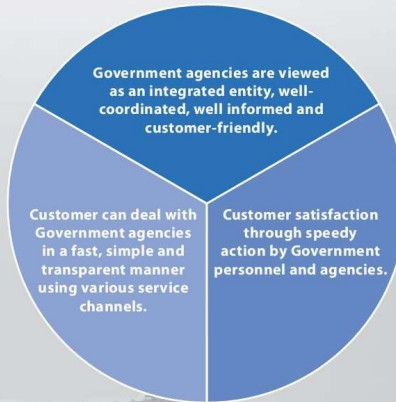 Government agencies are viewed
as an integrated entity, well-
coordinated, well informed and
customer-friendly.
Customer can deal with
Government agencies
in a fast, simple and
transparent manner
using various service
channels.
Customer satisfaction
through speedy
action by Government
personnel and agencies.